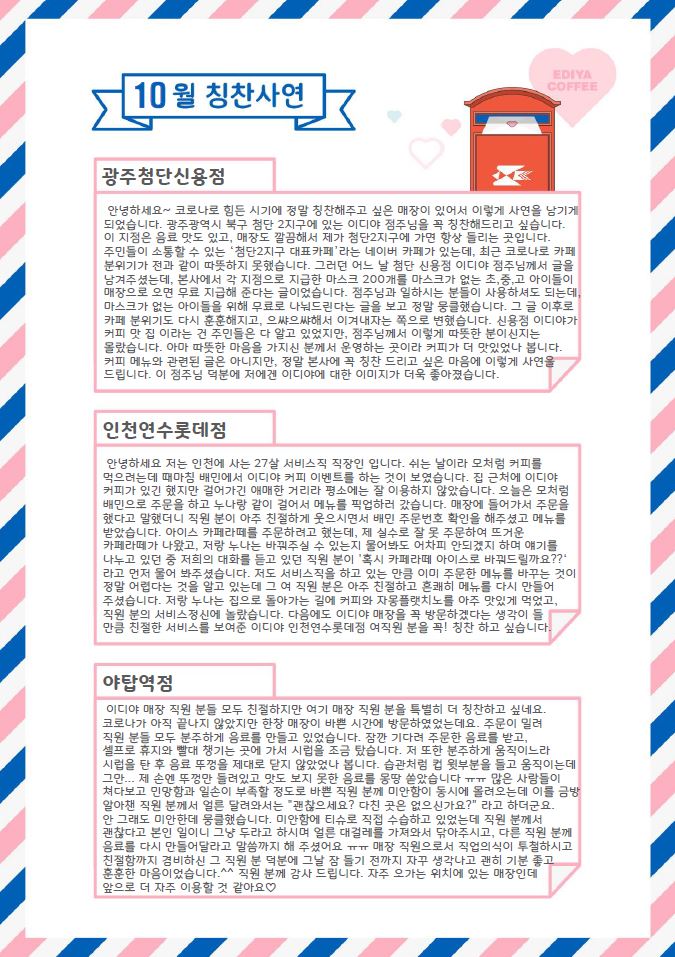 EDIYA
COFFEE
10월 칭찬사연
광주첨단신용점
안녕하세요~ 코로나로 힘든 시기에 정말 칭찬해주고 싶은 매장이 있어서 이렇게 사연을 남기게
되었습니다. 광주광역시 북구 첨단 2지구에 있는 이디야 점주님을 꼭 칭찬해드리고 싶습니다.
이 지점은 음료 맛도 있고, 매장도 깔끔해서 제가 첨단2지구에 가면 항상 들리는 곳입니다.
주민들이 소통할 수 있는 ‘첨단2지구 대표카페’라는 네이버 카페가 있는데, 최근 코로나로 카페
분위기가 전과 같이 따뜻하지 못했습니다. 그러던 어느 날 첨단 신용점 이디야 점주님께서 글을
남겨주셨는데, 본사에서 각 지점으로 지급한 마스크 200개를 마스크가 없는 초,중,고 아이들이
매장으로 오면 무료 지급해 준다는 글이었습니다. 점주님과 일하시는 분들이 사용하셔도 되는데,
마스크가 없는 아이들을 위해 무료로 나눠드린다는 글을 보고 정말 뭉클했습니다. 그 글 이후로
카페 분위기도 다시 훈훈해지고, 으쌰으쌰해서 이겨내자는 쪽으로 변했습니다. 신용점 이디야가
커피 맛 집 이라는 건 주민들은 다 알고 있었지만, 점주님께서 이렇게 따뜻한 분이신지는
몰랐습니다. 아마 따뜻한 마음을 가지신 분께서 운영하는 곳이라 커피가 더 맛있었나 봅니다.
커피 메뉴와 관련된 글은 아니지만, 정말 본사에 꼭 칭찬 드리고 싶은 마음에 이렇게 사연을
드립니다. 이 점주님 덕분에 저에겐 이디야에 대한 이미지가 더욱 좋아졌습니다.
인천연수롯데점
안녕하세요 저는 인천에 사는 27살 서비스직 직장인 입니다. 쉬는 날이라 모처럼 커피를
먹으려는데 때마침 배민에서 이디야 커피 이벤트를 하는 것이 보였습니다. 집 근처에 이디야
커피가 있긴 했지만 걸어가긴 애매한 거리라 평소에는 잘 이용하지 않았습니다. 오늘은 모처럼
배민으로 주문을 하고 누나랑 같이 걸어서 메뉴를 픽업하러 갔습니다. 매장에 들어가서 주문을
했다고 말했더니 직원 분이 아주 친절하게 웃으시면서 배민 주문번호 확인을 해주셨고 메뉴를
받았습니다. 아이스 카페라떼를 주문하려고 했는데, 제 실수로 잘 못 주문하여 뜨거운
카페라떼가 나왔고, 저랑 누나는 바꿔주실 수 있는지 물어봐도 어차피 안되겠지 하며 얘기를
나누고 있던 중 저희의 대화를 듣고 있던 직원 분이 '혹시 카페라떼 아이스로 바꿔드릴까요??‘
라고 먼저 물어 봐주셨습니다. 저도 서비스직을 하고 있는 만큼 이미 주문한 메뉴를 바꾸는 것이
정말 어렵다는 것을 알고 있는데 그 여 직원 분은 아주 친절하고 흔쾌히 메뉴를 다시 만들어
주셨습니다. 저랑 누나는 집으로 돌아가는 길에 커피와 자몽플랫치노를 아주 맛있게 먹었고,
직원 분의 서비스정신에 놀랐습니다. 다음에도 이디야 매장을 꼭 방문하겠다는 생각이 들
만큼 친절한 서비스를 보여준 이디야 인천연수롯데점 여직원 분을 꼭! 칭찬 하고 싶습니다.
야탑역점
이디야 매장 직원 분들 모두 친절하지만 여기 매장 직원 분을 특별히 더 칭찬하고 싶네요.
코로나가 아직 끝나지 않았지만 한창 매장이 바쁜 시간에 방문하였었는데요. 주문이 밀려
직원 분들 모두 분주하게 음료를 만들고 있었습니다. 잠깐 기다려 주문한 음료를 받고,
셀프로 휴지와 빨대 챙기는 곳에 가서 시럽을 조금 탔습니다. 저 또한 분주하게 움직이느라
시럽을 탄 후 음료 뚜껑을 제대로 닫지 않았었나 봅니다. 습관처럼 컵 윗부분을 들고 움직이는데
그만... 제 손엔 뚜껑만 들려있고 맛도 보지 못한 음료를 몽땅 쏟았습니다 ㅠㅠ 많은 사람들이
쳐다보고 민망함과 일손이 부족할 정도로 바쁜 직원 분께 미안함이 동시에 몰려오는데 이를 금방
알아챈 직원 분께서 얼른 달려와서는 "괜찮으세요? 다친 곳은 없으신가요?" 라고 하더군요.
안 그래도 미안한데 뭉클했습니다. 미안함에 티슈로 직접 수습하고 있었는데 직원 분께서
괜찮다고 본인 일이니 그냥 두라고 하시며 얼른 대걸레를 가져와서 닦아주시고, 다른 직원 분께
음료를 다시 만들어달라고 말씀까지 해 주셨어요 ㅠㅠ 매장 직원으로서 직업의식이 투철하시고
친절함까지 겸비하신 그 직원 분 덕분에 그날 잠 들기 전까지 자꾸 생각나고 괜히 기분 좋고
훈훈한 마음이었습니다.^^ 직원 분께 감사 드립니다. 자주 오가는 위치에 있는 매장인데
앞으로 더 자주 이용할 것 같아요♡